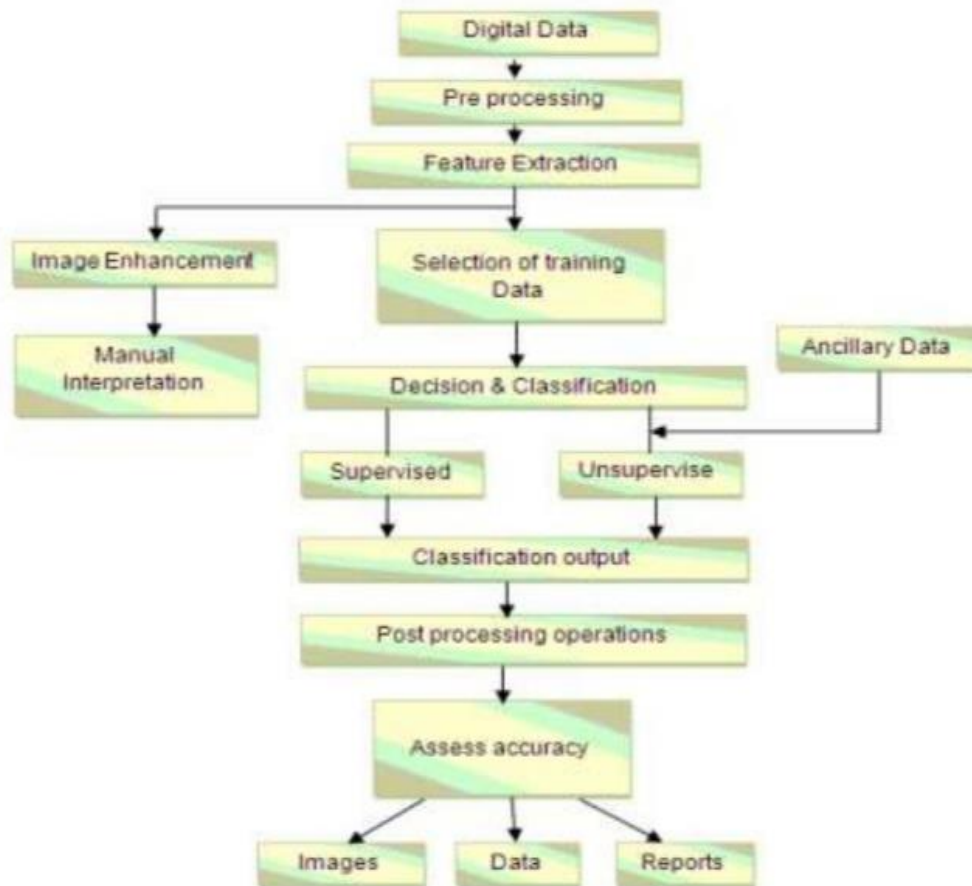 Digital Data
Pre processing
Feature Extraction
Image Enhancement
Selection of training
Data
Manual
Interpretation
Ancillary Data
Decision & Classification
Supervised
Unsupervise
Classification output
Post processing operations
Assess accuracy
Images
Data
Reports